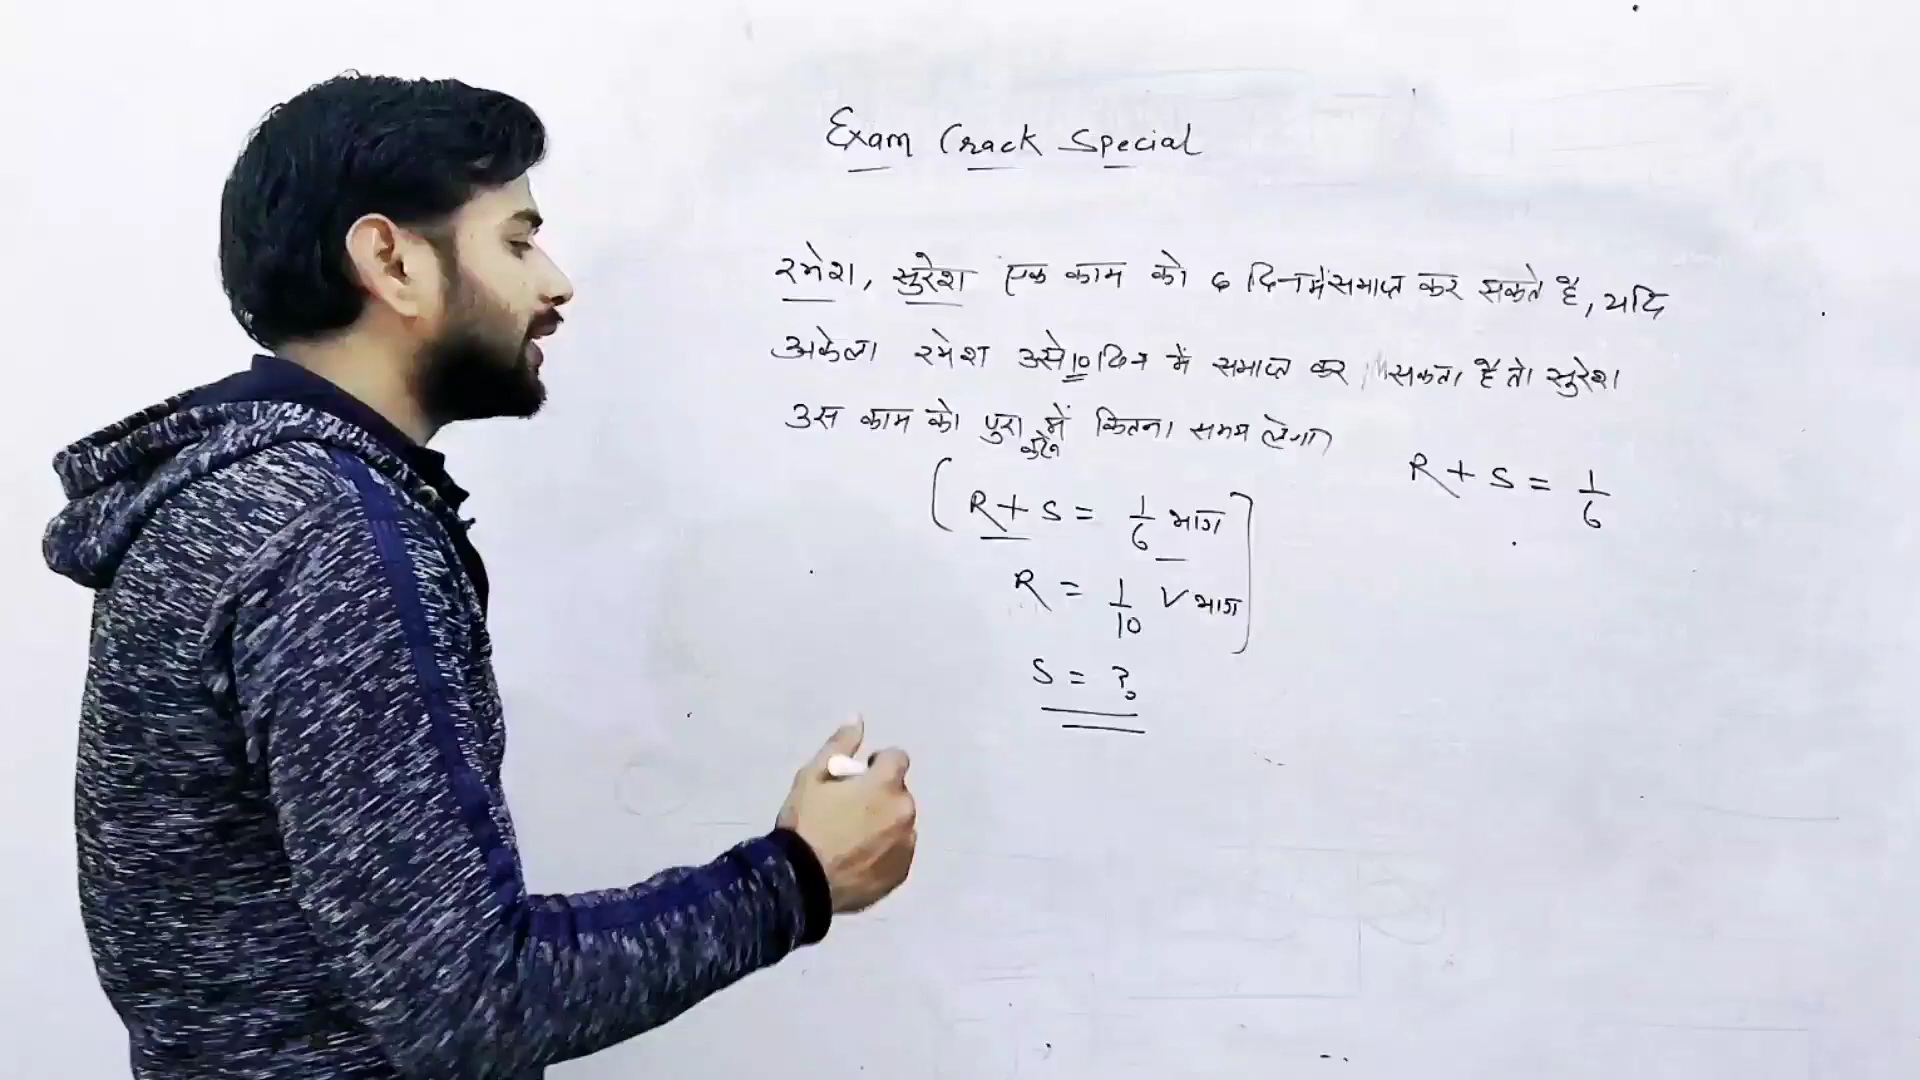 Exam Crack Special
रमेश, सुरेश एक काम को 6 दिन में समाप्त कर सकते है, यदि
अकेला रमेश उसे 10 दिन में समाप्त कर सकता है तो सुरेश
उस काम को पुरा करने में कितना समय लेगा
(R + S = 1/6 भाग
R = 1/10 भाग]
S = ?
R + S = 1/6